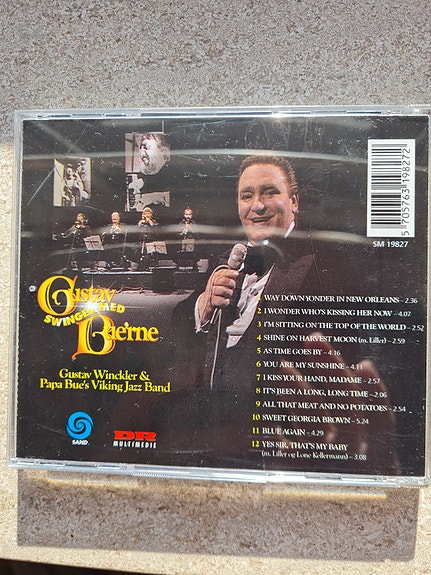 5 705763 198272
SM 19827
GUSTAV
SWINGER MED
Bie'rne
Gustav Winckler &
Papa Bue's Viking Jazz Band
SAND
DR
MULTIMEDIE
1 WAY DOWN YONDER IN NEW ORLEANS – 2.36
2 I WONDER WHO'S KISSING HER NOW – 4.07
3 I'M SITTING ON THE TOP OF THE WORLD – 2.52
4 SHINE ON HARVEST MOON (m. Liller) – 2.59
5 AS TIME GOES BY – 4.16
6 YOU ARE MY SUNSHINE – 4.11
7 I KISS YOUR HAND, MADAME – 2.57
8 IT'S BEEN A LONG, LONG TIME – 2.06
9 ALL THAT MEAT AND NO POTATOES – 2.54
10 SWEET GEORGIA BROWN – 5.24
11 BLUE AGAIN – 4.29
12 YES SIR, THAT'S MY BABY
(m. Liller og Lone Kellermann) – 3.08